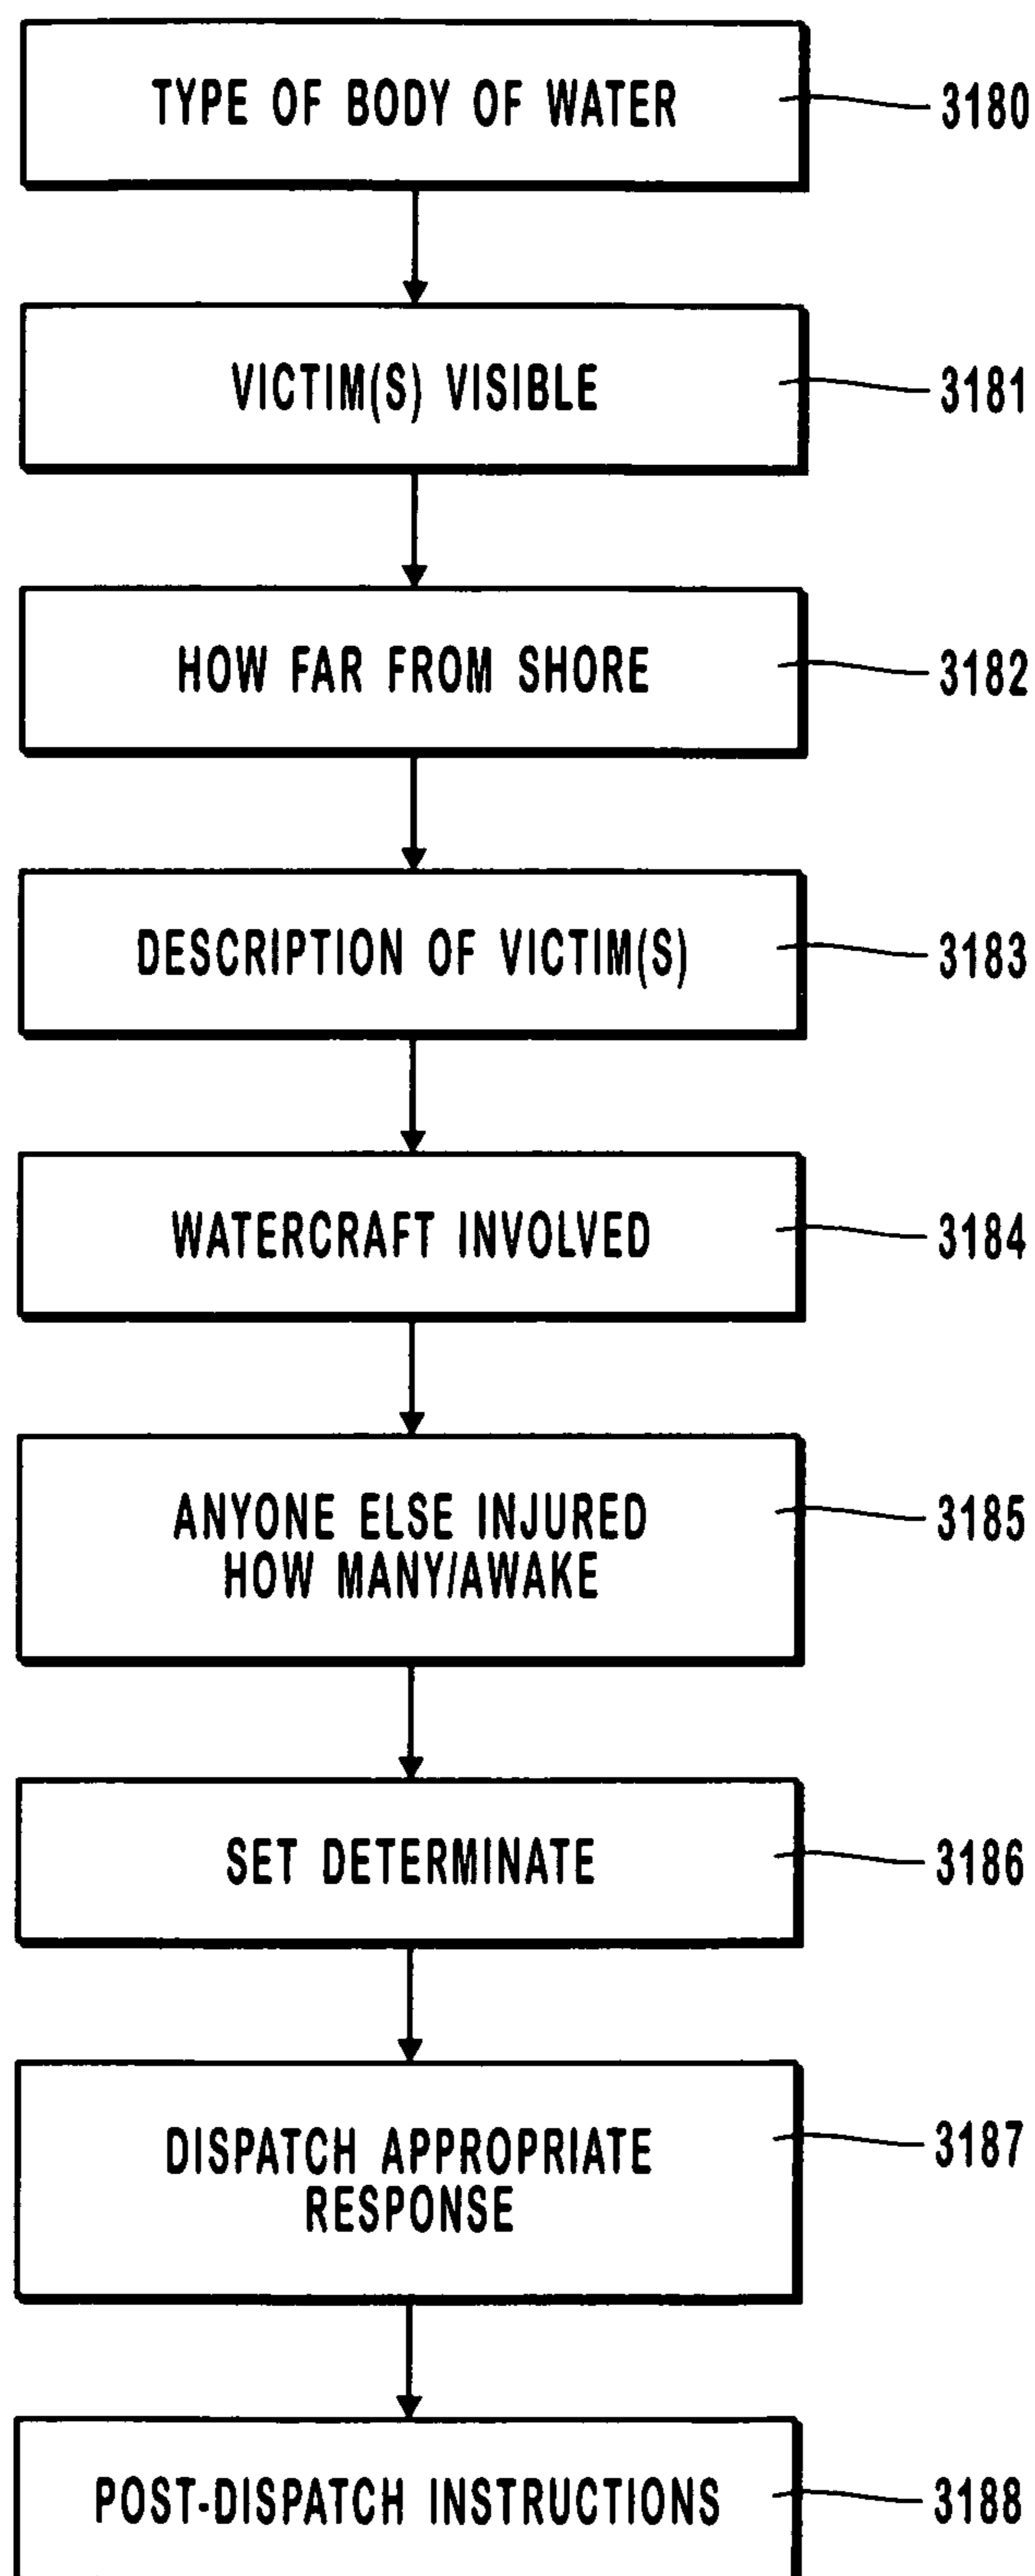 TYPE OF BODY OF WATER
3180
VICTIM(S) VISIBLE
3181
HOW FAR FROM SHORE
3182
DESCRIPTION OF VICTIM(S)
3183
WATERCRAFT INVOLVED
3184
ANYONE ELSE INJURED
HOW MANY/AWAKE
3185
SET DETERMINATE
3186
DISPATCH APPROPRIATE
RESPONSE
3187
POST-DISPATCH INSTRUCTIONS
3188